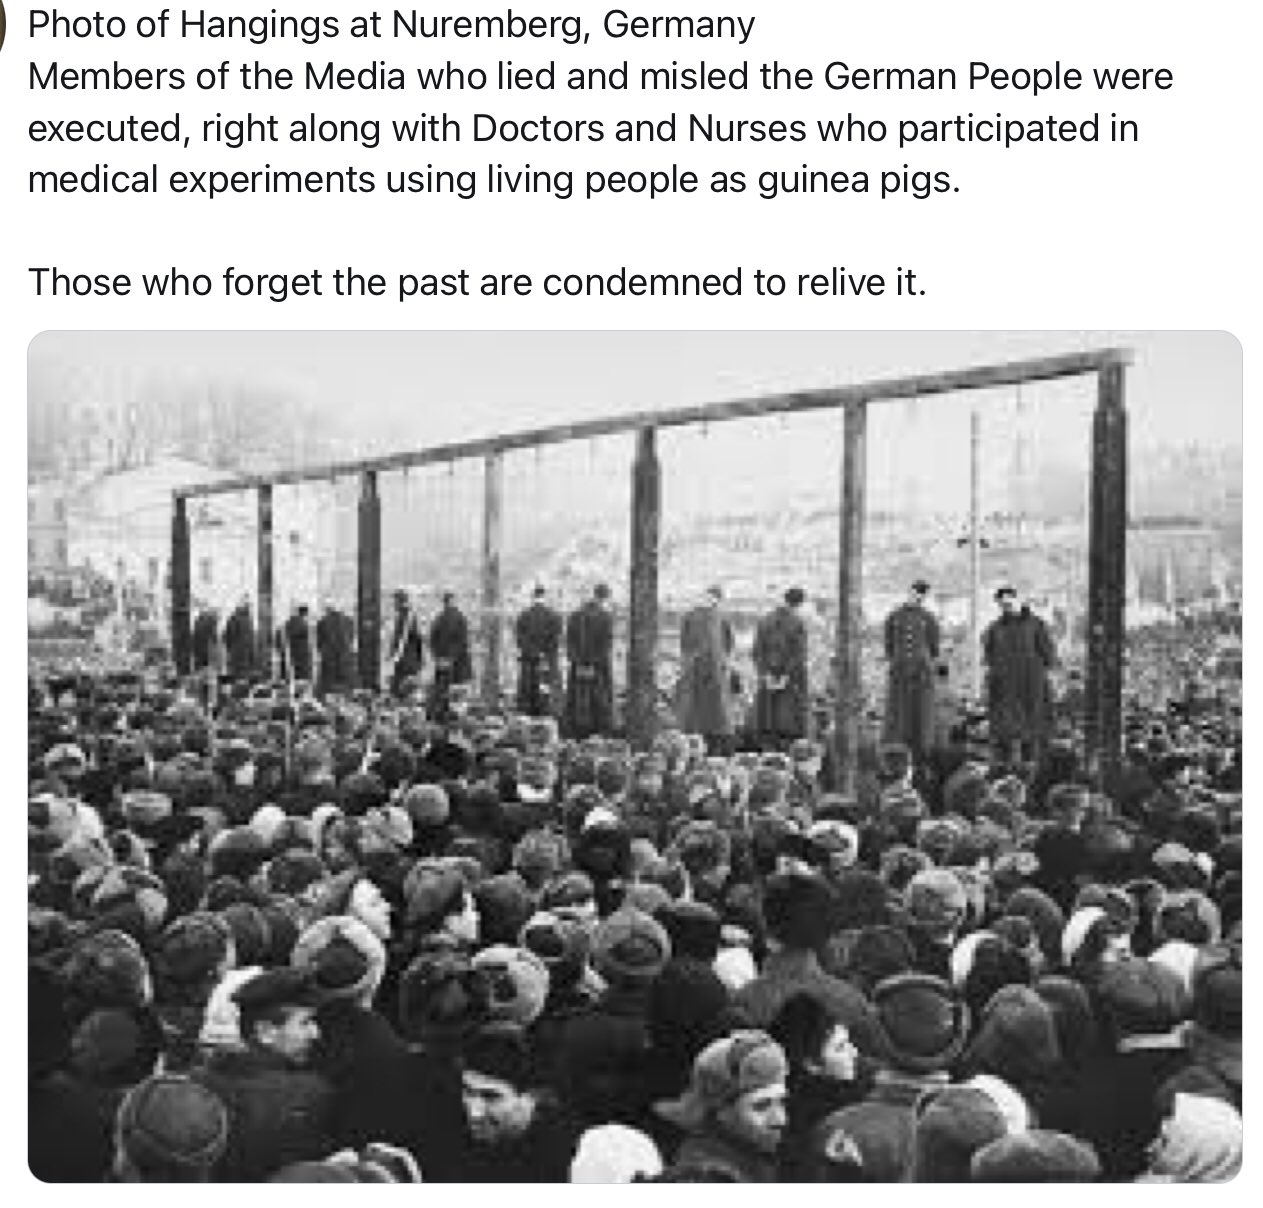 Photo of Hangings at Nuremberg, Germany
Members of the Media who lied and misled the German People were
executed, right along with Doctors and Nurses who participated in
medical experiments using living people as guinea pigs.
Those who forget the past are condemned to relive it.